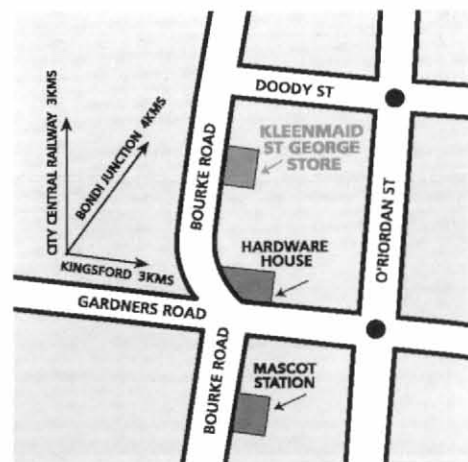 DOODY ST
KLEENMAID
ST GEORGE
STORE
CITY CENTRAL RAILWAY 3KMS
BONDI JUNCTION 4KMS
BOURKE ROAD
O'RIORDAN ST
HARDWARE
HOUSE
KINGSFORD 3KMS
GARDNERS ROAD
MASCOT
STATION
BOURKE ROAD